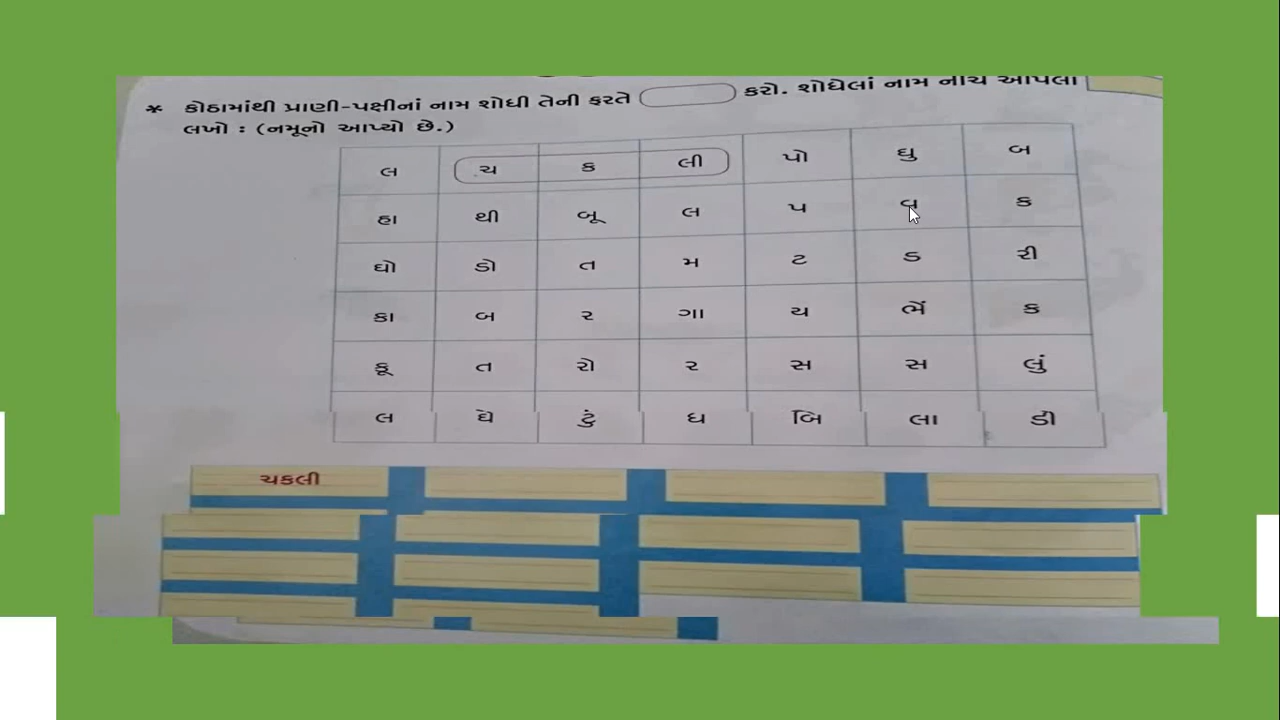 * કોઠામાંથી પ્રાણી-પક્ષીનાં નામ શોધી તેની ફરતે કરો. શોધેલાં નામ નીચે આપેલા
લખો : (નમૂનો આપ્યો છે.)
લ ચ ક લી પો ઘુ બ
હા થી બૂ લ પ વ ક
ઘો ડો ત મ ટ ડ રી
કા બ ર ગા ય ભેં ક
કૂ ત રો ર સ સ લું
લ ઘે ટું ધ બિ લા ડી
ચકલી